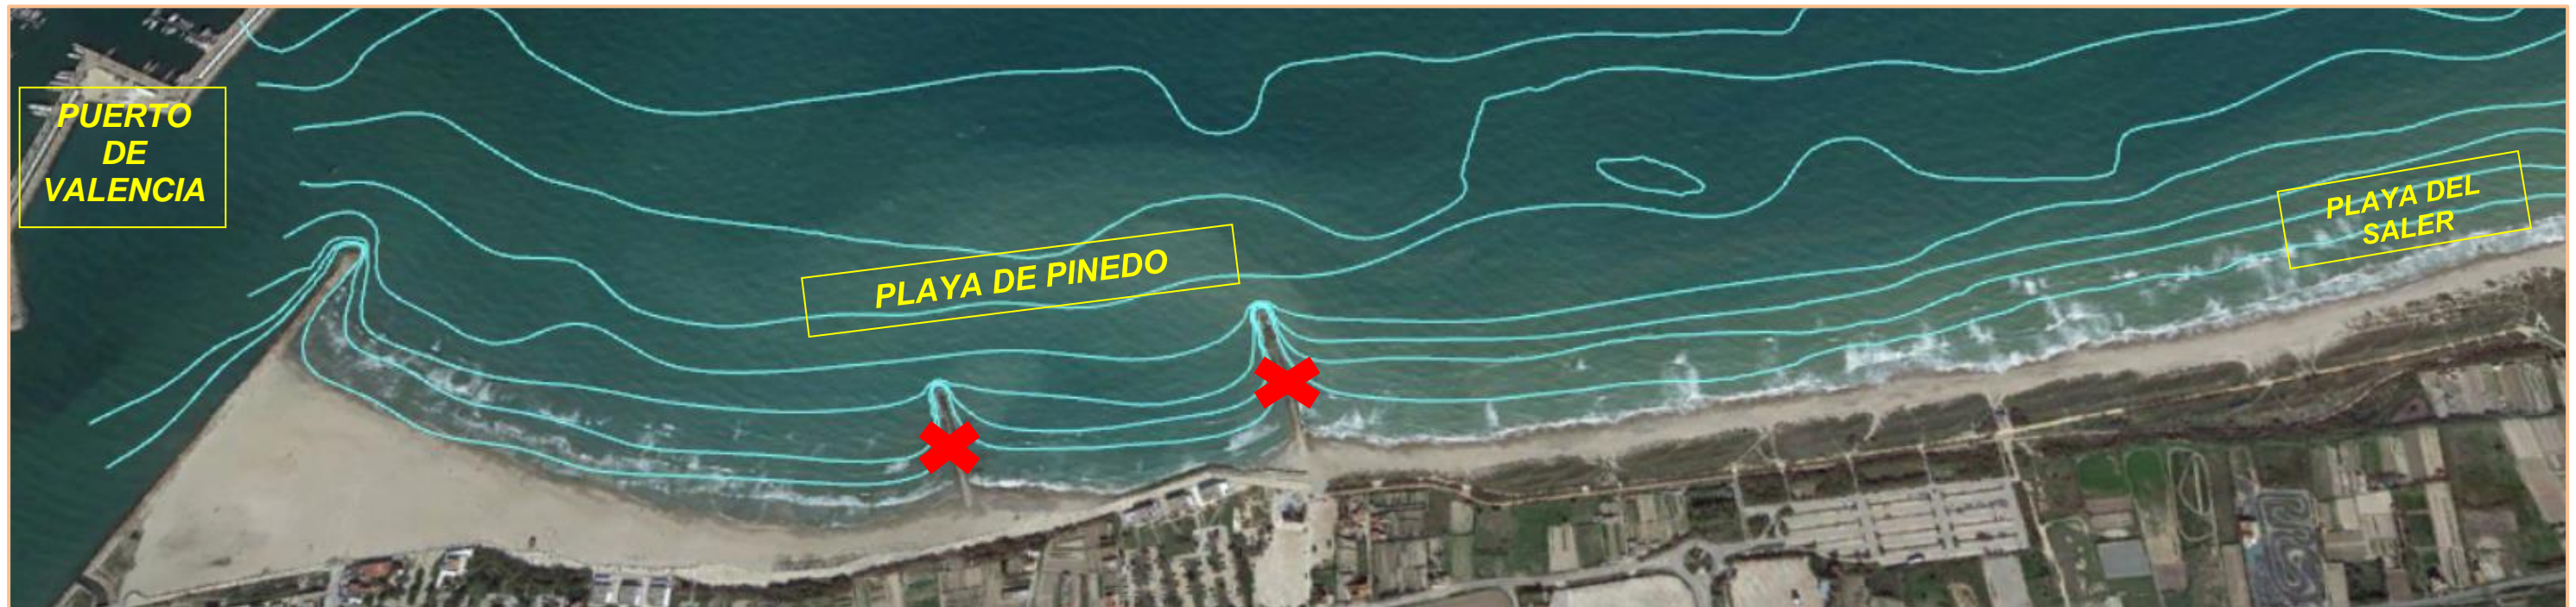 PUERTO
DE
VALENCIA
PLAYA DE PINEDO
PLAYA DEL
SALER